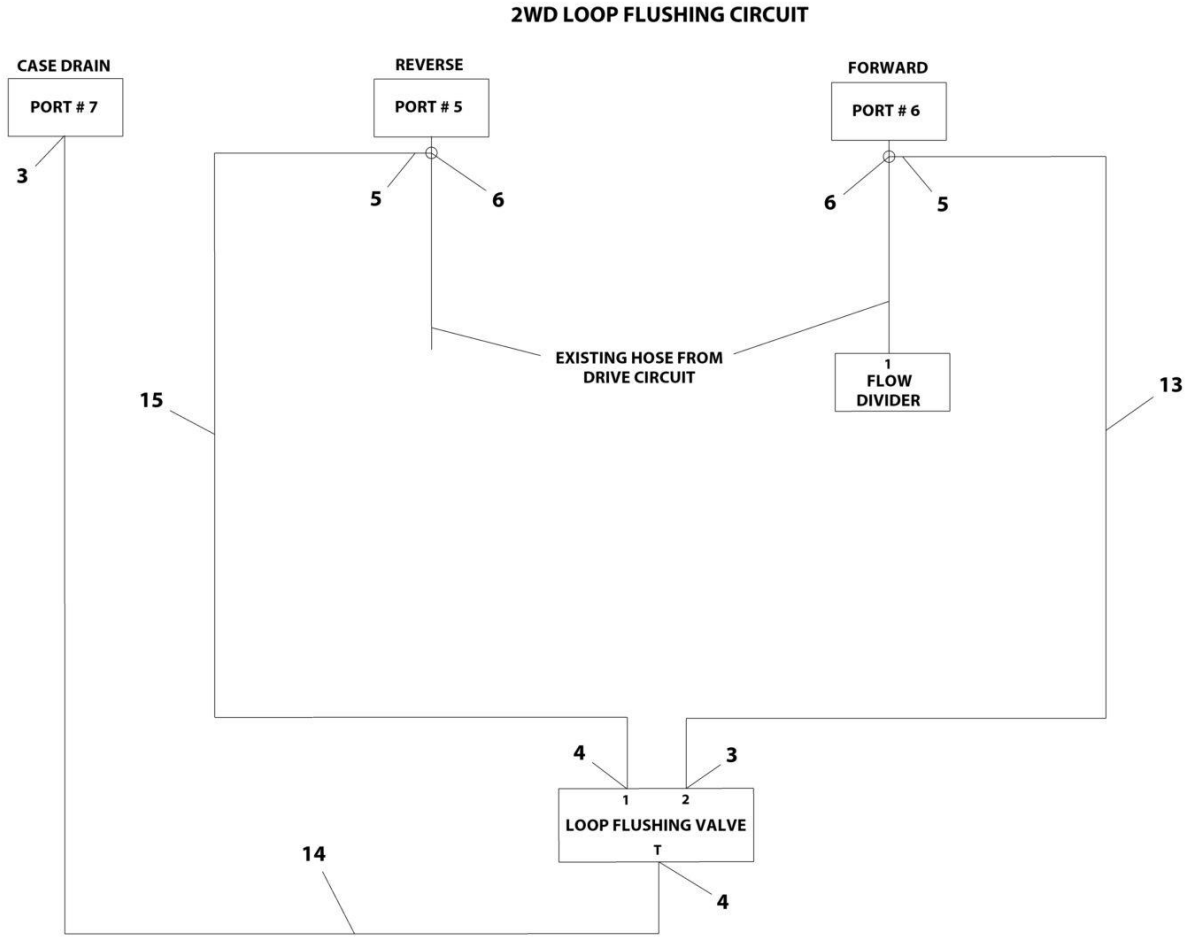 2WD LOOP FLUSHING CIRCUIT
CASE DRAIN
PORT # 7
3
REVERSE
PORT # 5
5
6
FORWARD
PORT # 6
6
5
EXISTING HOSE FROM
DRIVE CIRCUIT
1
FLOW
DIVIDER
15
13
4
3
1
2
LOOP FLUSHING VALVE
T
14
4